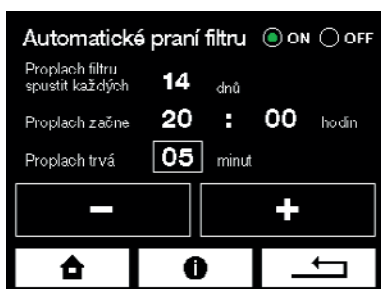 Automatické praní filtru ON OFF
Proplach filtru
spustit každých 14 dnů
Proplach začne 20 : 00 hodin
Proplach trvá 05 minut
− +
i